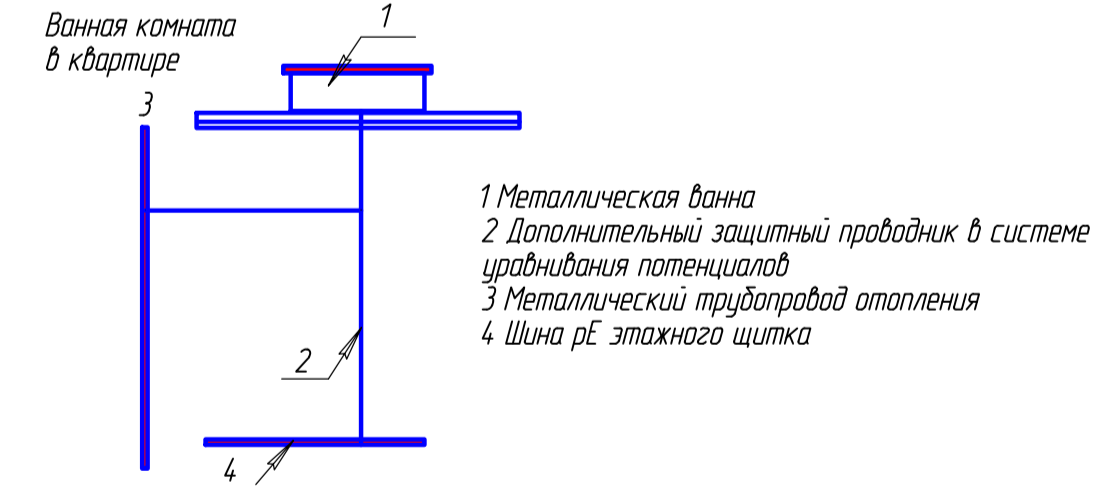 Ванная комната
в квартире
1
3
1 Металлическая ванна
2 Дополнительный защитный проводник в системе
уравнивания потенциалов
3 Металлический трубопровод отопления
4 Шина pE этажного щитка
2
4